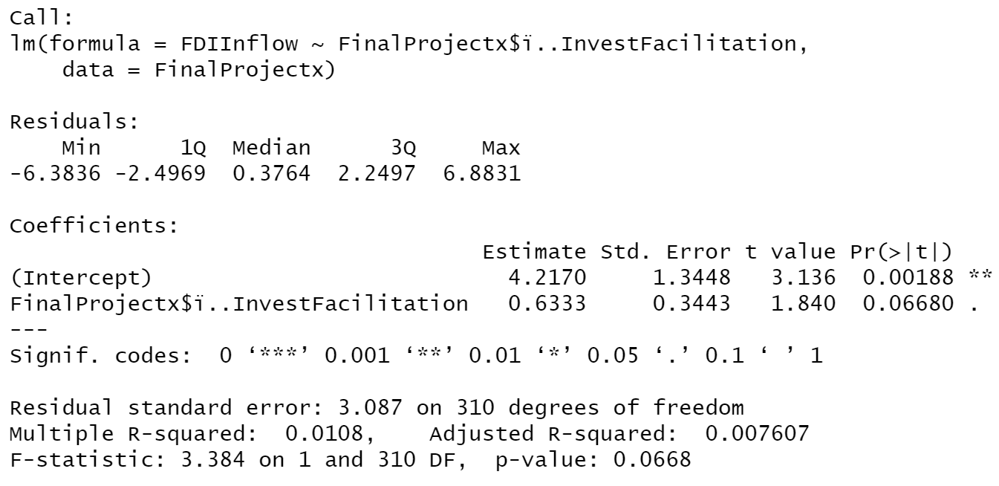 Call:
lm(formula = FDIInflow ~ FinalProjectx$ï..InvestFacilitation,
    data = FinalProjectx)

Residuals:
    Min      1Q  Median      3Q     Max
-6.3836 -2.4969  0.3764  2.2497  6.8831

Coefficients:
                                    Estimate Std. Error t value Pr(>|t|)
(Intercept)                           4.2170     1.3448   3.136  0.00188 **
FinalProjectx$ï..InvestFacilitation   0.6333     0.3443   1.840  0.06680 .
---
Signif. codes:  0 ‘***’ 0.001 ‘**’ 0.01 ‘*’ 0.05 ‘.’ 0.1 ‘ ’ 1

Residual standard error: 3.087 on 310 degrees of freedom
Multiple R-squared:  0.0108,    Adjusted R-squared:  0.007607
F-statistic: 3.384 on 1 and 310 DF,  p-value: 0.0668